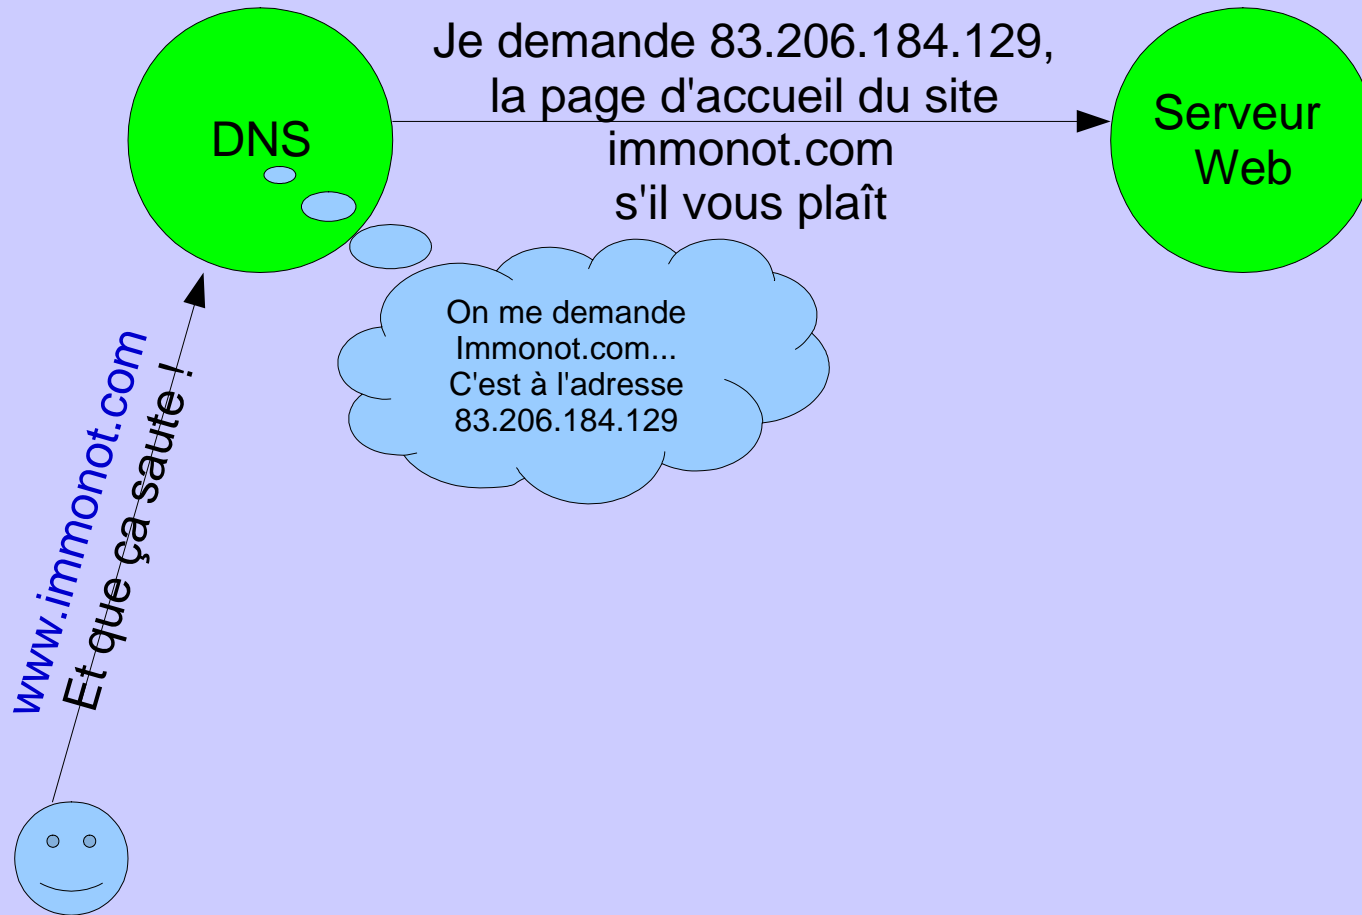 Je demande 83.206.184.129,
la page d'accueil du site
immonot.com
s'il vous plaît
DNS
Serveur
Web
On me demande
Immonot.com...
C'est à l'adresse
83.206.184.129
www.immonot.com
Et que ça saute !